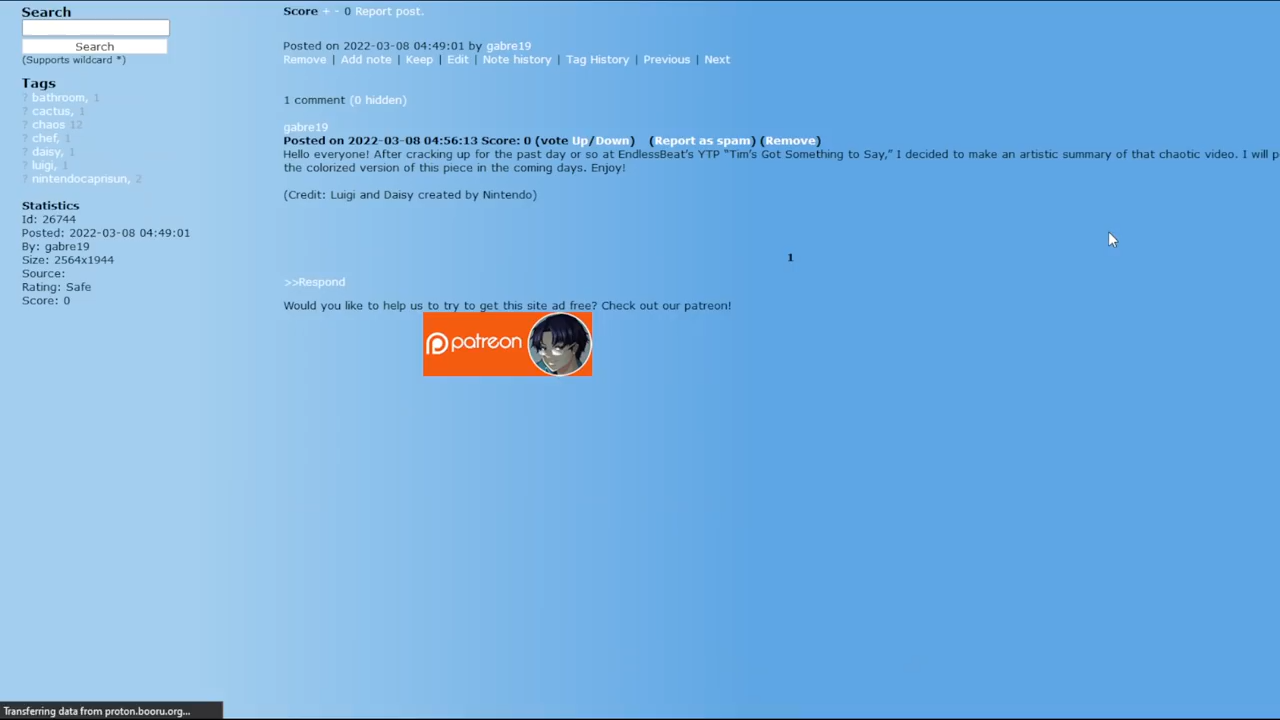 Search
Search
(Supports wildcard *)
Tags
? bathroom, 1
? cactus, 1
? chaos 12
? chef, 1
? daisy, 1
? luigi, 1
? nintendocaprisun, 2
Statistics
Id: 26744
Posted: 2022-03-08 04:49:01
By: gabre19
Size: 2564x1944
Source:
Rating: Safe
Score: 0
Score + - 0 Report post.
Posted on 2022-03-08 04:49:01 by gabre19
Remove | Add note | Keep | Edit | Note history | Tag History | Previous | Next
1 comment (0 hidden)
gabre19
Posted on 2022-03-08 04:56:13 Score: 0 (vote Up/Down) (Report as spam) (Remove)
Hello everyone! After cracking up for the past day or so at EndlessBeat's YTP “Tim's Got Something to Say,” I decided to make an artistic summary of that chaotic video. I will p
the colorized version of this piece in the coming days. Enjoy!
(Credit: Luigi and Daisy created by Nintendo)
1
>>Respond
Would you like to help us to try to get this site ad free? Check out our patreon!
patreon
Transferring data from proton.booru.org...